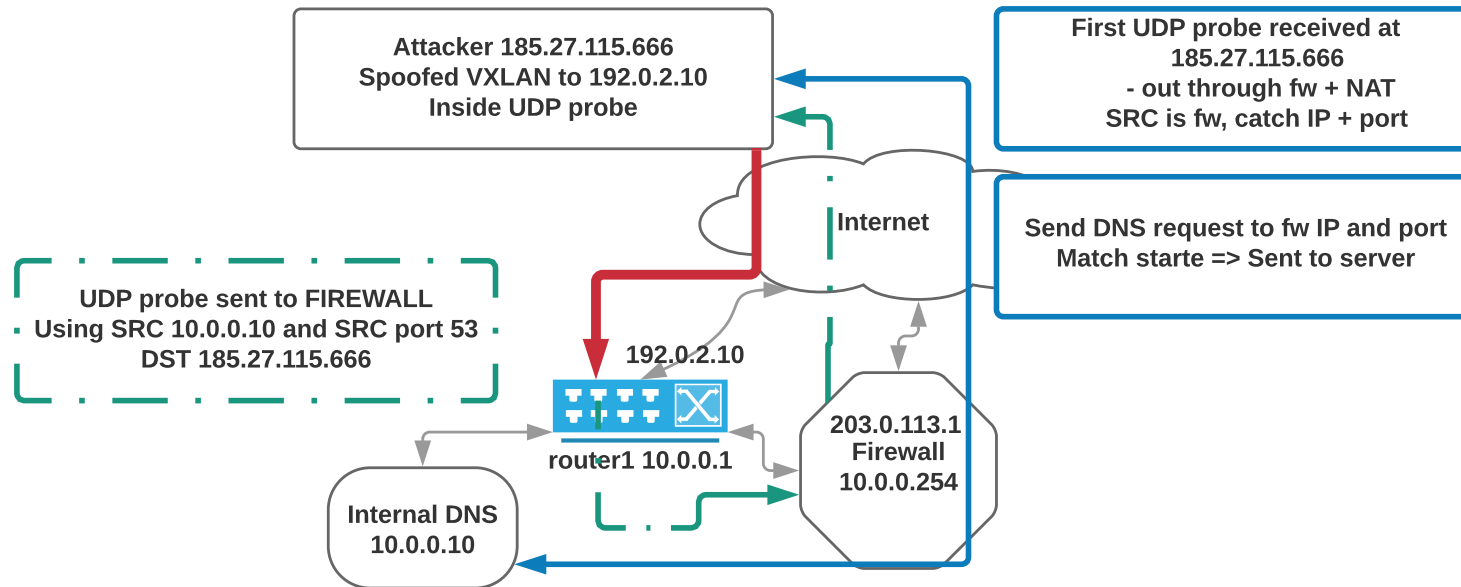 Attacker 185.27.115.666
Spoofed VXLAN to 192.0.2.10
Inside UDP probe
First UDP probe received at
185.27.115.666
- out through fw + NAT
SRC is fw, catch IP + port
Internet
Send DNS request to fw IP and port
Match starte => Sent to server
UDP probe sent to FIREWALL
Using SRC 10.0.0.10 and SRC port 53
DST 185.27.115.666
192.0.2.10
router1 10.0.0.1
203.0.113.1
Firewall
10.0.0.254
Internal DNS
10.0.0.10